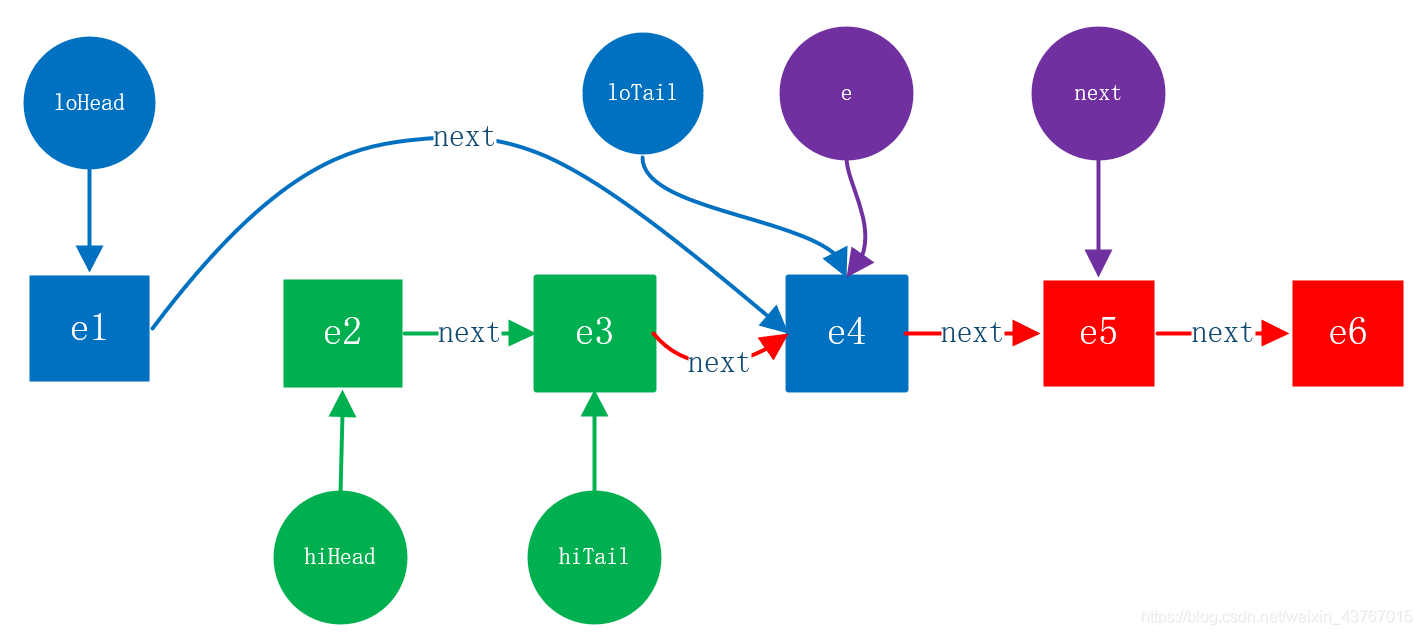 loHead
loTail
e
next
next
e1
e2
next
e3
next
e4
next
e5
next
e6
hiHead
hiTail
https://blog.csdn.net/weixin_43767015